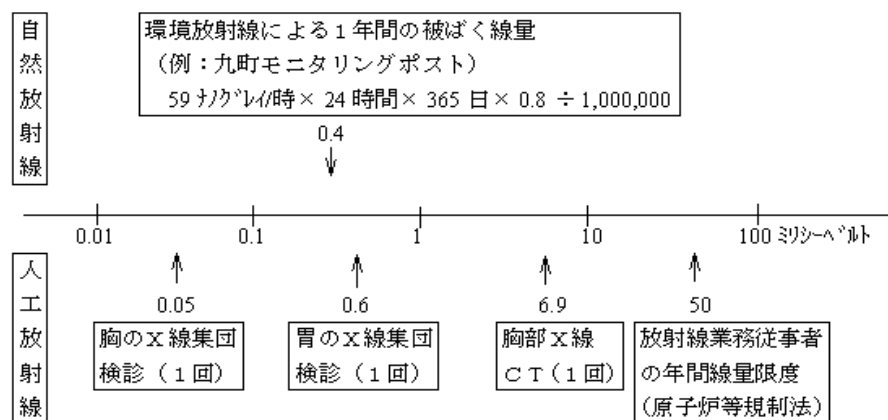 自然放射線
環境放射線による1年間の被ばく線量
(例：九町モニタリングポスト)
59 ﾅﾉｸﾞﾚｲ/時× 24 時間× 365 日× 0.8 ÷ 1,000,000
0.4
0.01 0.1 1 10 100 ﾐﾘｼｰﾍﾞﾙﾄ
人工放射線
0.05 0.6 6.9 50
胸のX線集団
検診(1回)
胃のX線集団
検診(1回)
胸部X線
CT(1回)
放射線業務従事者
の年間線量限度
(原子炉等規制法)